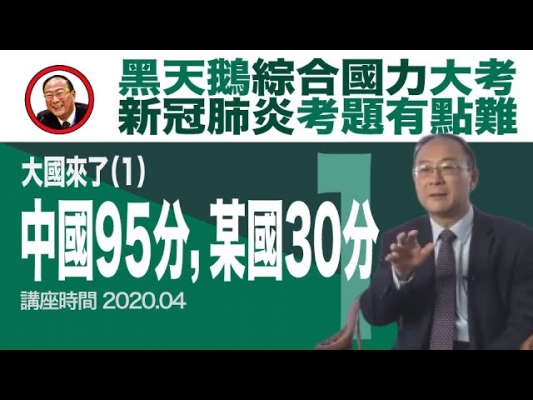 黑天鵝綜合國力大考
新冠肺炎考題有點難
大國來了(1)
1
中國95分,某國30分
講座時間 2020.04